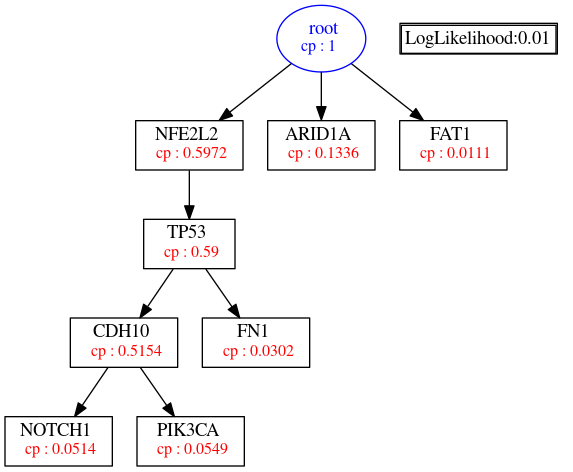 root
cp : 1
LogLikelihood:0.01
NFE2L2
cp : 0.5972
ARID1A
cp : 0.1336
FAT1
cp : 0.0111
TP53
cp : 0.59
CDH10
cp : 0.5154
FN1
cp : 0.0302
NOTCH1
cp : 0.0514
PIK3CA
cp : 0.0549